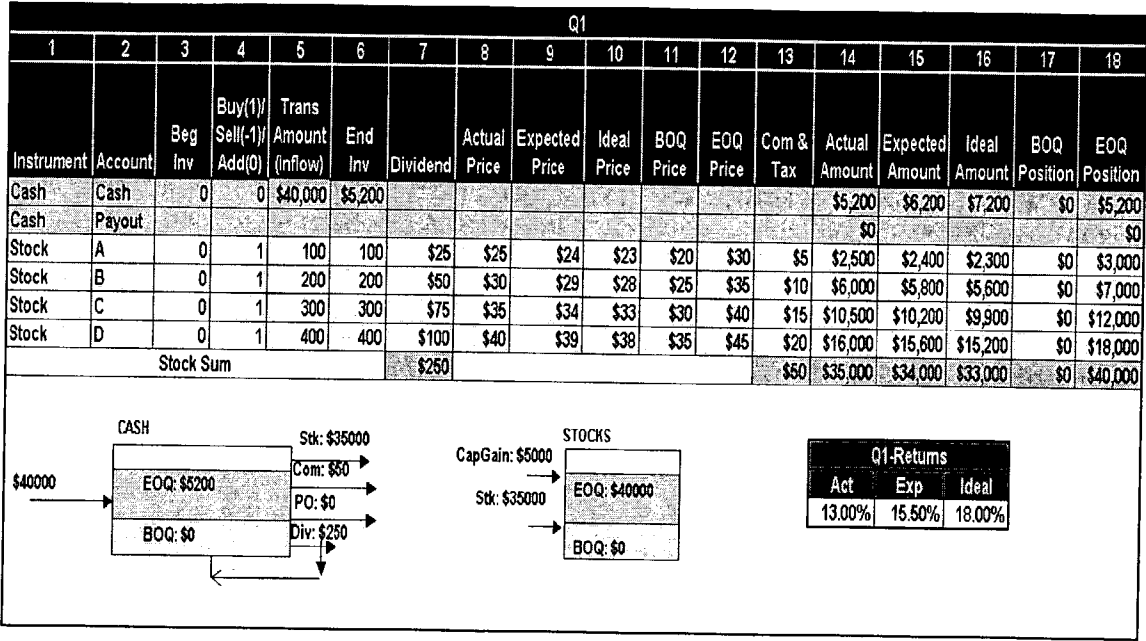 Q1
1 2 3 4 5 6 7 8 9 10 11 12 13 14 15 16 17 18
Instrument Account Beg Inv Buy(1)/ Sell(-1)/ Add(0) Trans Amount (inflow) End Inv Dividend Actual Price Expected Price Ideal Price BOQ Price EOQ Price Com & Tax Actual Amount Expected Amount Ideal Amount BOQ Position EOQ Position
Cash Cash 0 0 $40,000 $5,200 $5,200 $6,200 $7,200 $0 $5,200
Cash Payout $0 $0
Stock A 0 1 100 100 $25 $25 $24 $23 $20 $30 $5 $2,500 $2,400 $2,300 $0 $3,000
Stock B 0 1 200 200 $50 $30 $29 $28 $25 $35 $10 $6,000 $5,800 $5,600 $0 $7,000
Stock C 0 1 300 300 $75 $35 $34 $33 $30 $40 $15 $10,500 $10,200 $9,900 $0 $12,000
Stock D 0 1 400 400 $100 $40 $39 $38 $35 $45 $20 $16,000 $15,600 $15,200 $0 $18,000
Stock Sum $250 $50 $35,000 $34,000 $33,000 $0 $40,000
CASH
$40000
EOQ: $5200
BOQ: $0
Stk: $35000
Com: $50
PO: $0
Div: $250
STOCKS
CapGain: $5000
Stk: $35000
EOQ: $40000
BOQ: $0
Q1-Returns
Act Exp Ideal
13.00% 15.50% 18.00%